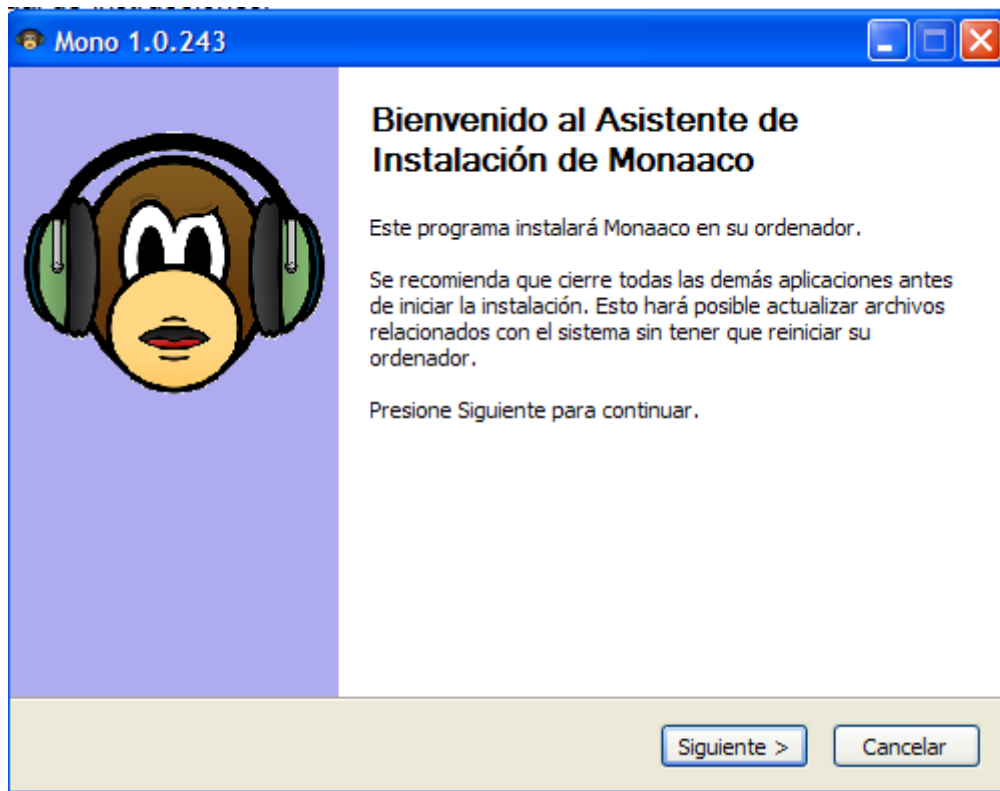 Mono 1.0.243
Bienvenido al Asistente de
Instalación de Monaaco
Este programa instalará Monaaco en su ordenador.
Se recomienda que cierre todas las demás aplicaciones antes
de iniciar la instalación. Esto hará posible actualizar archivos
relacionados con el sistema sin tener que reiniciar su
ordenador.
Presione Siguiente para continuar.
Siguiente >
Cancelar